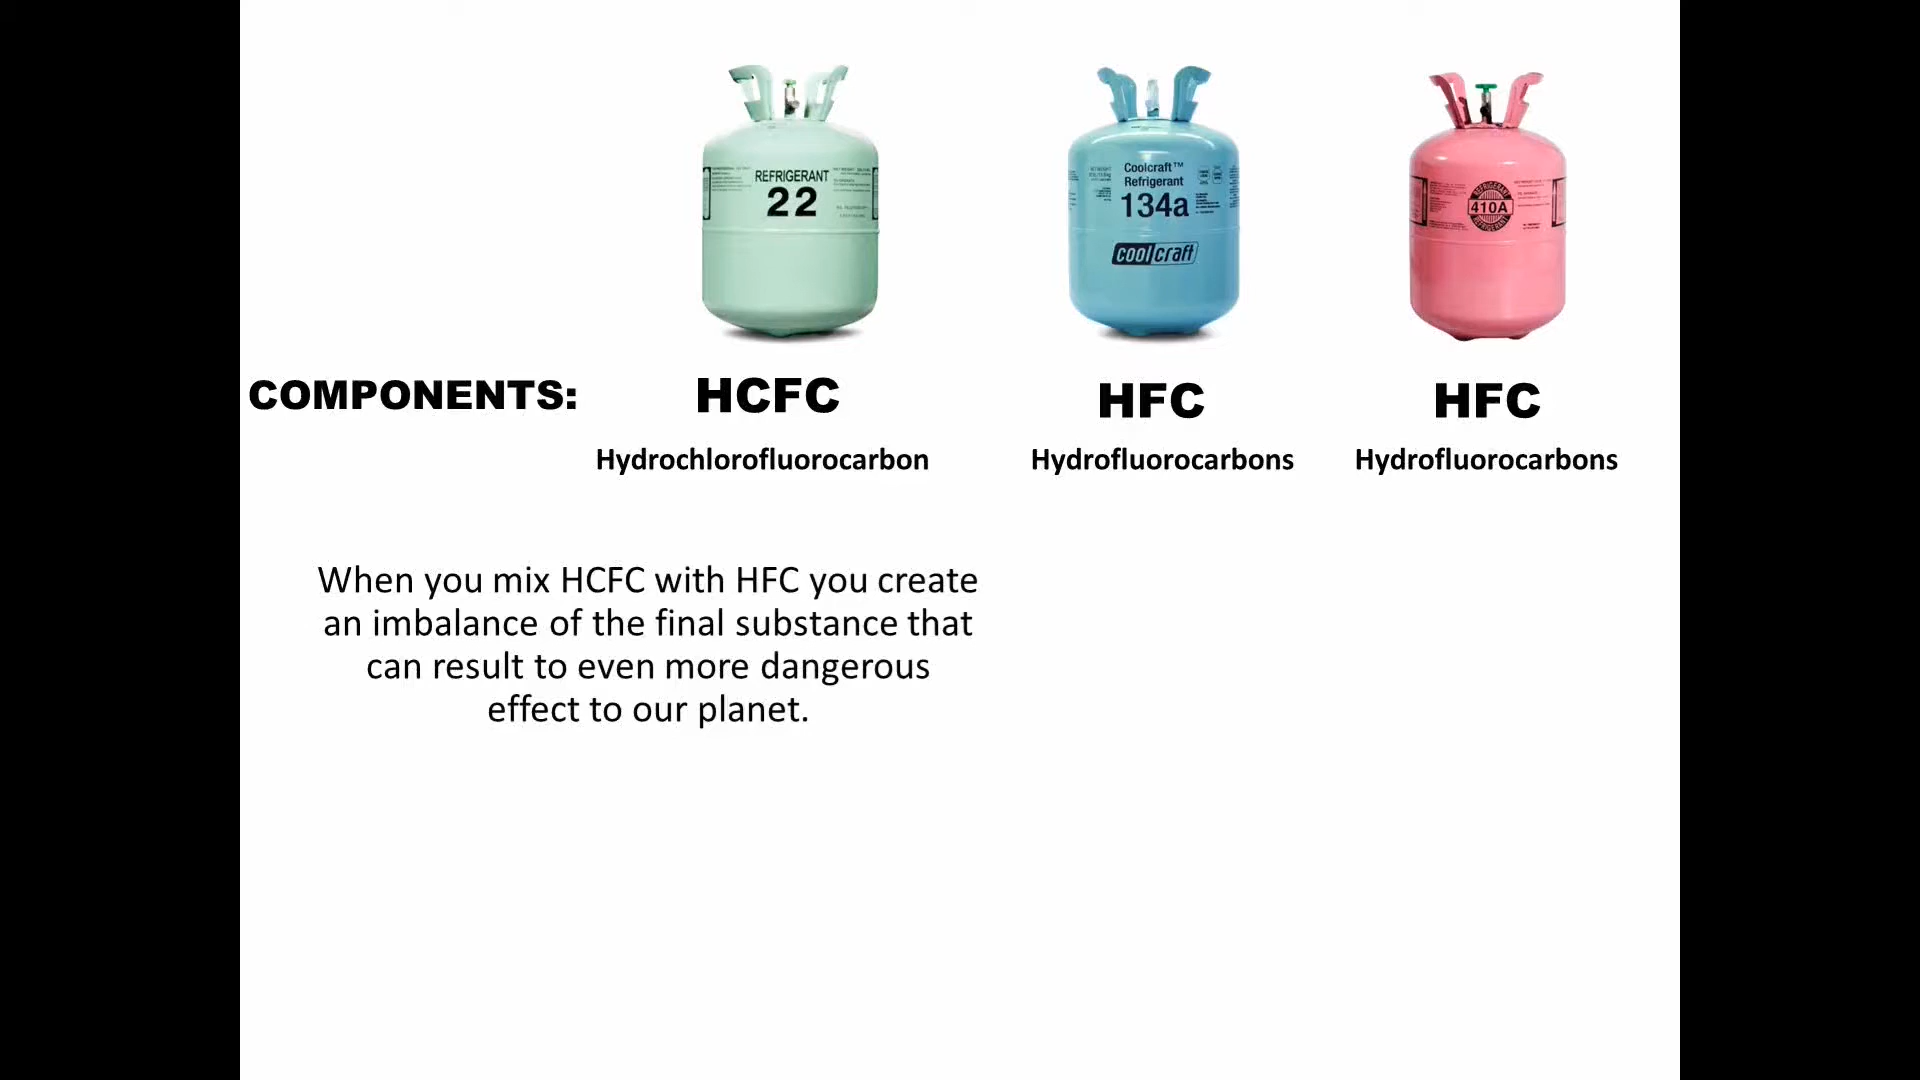 REFRIGERANT
22
Coolcraft™
Refrigerant
134a
coolcraft
REFRIGERANT
410A
REFRIGERANT
COMPONENTS: HCFC HFC HFC
Hydrochlorofluorocarbon Hydrofluorocarbons Hydrofluorocarbons
When you mix HCFC with HFC you create
an imbalance of the final substance that
can result to even more dangerous
effect to our planet.